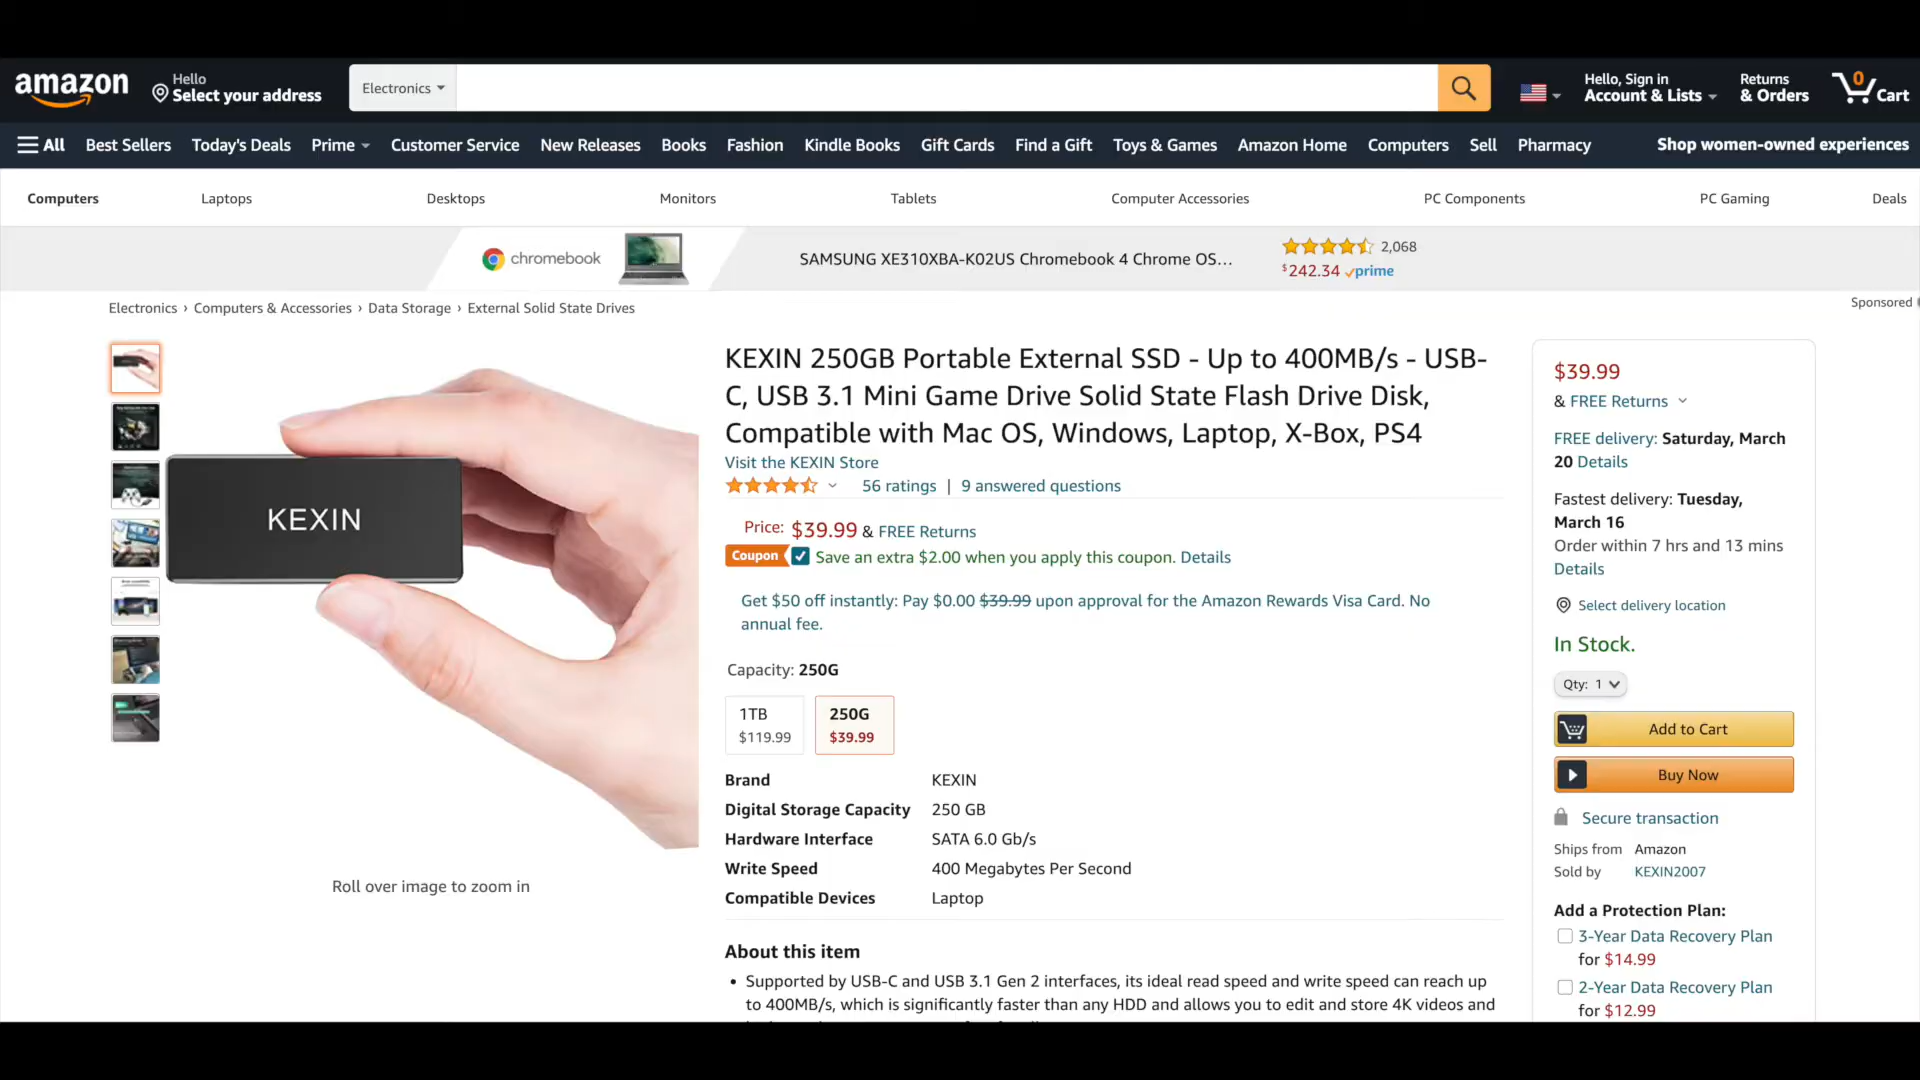 amazon
Hello
Select your address
Electronics
Hello, Sign in
Account & Lists
Returns
& Orders
0
Cart
All
Best Sellers
Today's Deals
Prime
Customer Service
New Releases
Books
Fashion
Kindle Books
Gift Cards
Find a Gift
Toys & Games
Amazon Home
Computers
Sell
Pharmacy
Shop women-owned experiences
Computers
Laptops
Desktops
Monitors
Tablets
Computer Accessories
PC Components
PC Gaming
Deals
chromebook
SAMSUNG XE310XBA-K02US Chromebook 4 Chrome OS...
2,068
$242.34 prime
Sponsored
Electronics › Computers & Accessories › Data Storage › External Solid State Drives
KEXIN
Roll over image to zoom in
KEXIN 250GB Portable External SSD - Up to 400MB/s - USB-
C, USB 3.1 Mini Game Drive Solid State Flash Drive Disk,
Compatible with Mac OS, Windows, Laptop, X-Box, PS4
Visit the KEXIN Store
56 ratings | 9 answered questions
Price: $39.99 & FREE Returns
Coupon Save an extra $2.00 when you apply this coupon. Details
Get $50 off instantly: Pay $0.00 $39.99 upon approval for the Amazon Rewards Visa Card. No
annual fee.
Capacity: 250G
1TB
$119.99
250G
$39.99
Brand KEXIN
Digital Storage Capacity 250 GB
Hardware Interface SATA 6.0 Gb/s
Write Speed 400 Megabytes Per Second
Compatible Devices Laptop
About this item
• Supported by USB-C and USB 3.1 Gen 2 interfaces, its ideal read speed and write speed can reach up
to 400MB/s, which is significantly faster than any HDD and allows you to edit and store 4K videos and
$39.99
& FREE Returns
FREE delivery: Saturday, March
20 Details
Fastest delivery: Tuesday,
March 16
Order within 7 hrs and 13 mins
Details
Select delivery location
In Stock.
Qty: 1
Add to Cart
Buy Now
Secure transaction
Ships from Amazon
Sold by KEXIN2007
Add a Protection Plan:
3-Year Data Recovery Plan
for $14.99
2-Year Data Recovery Plan
for $12.99